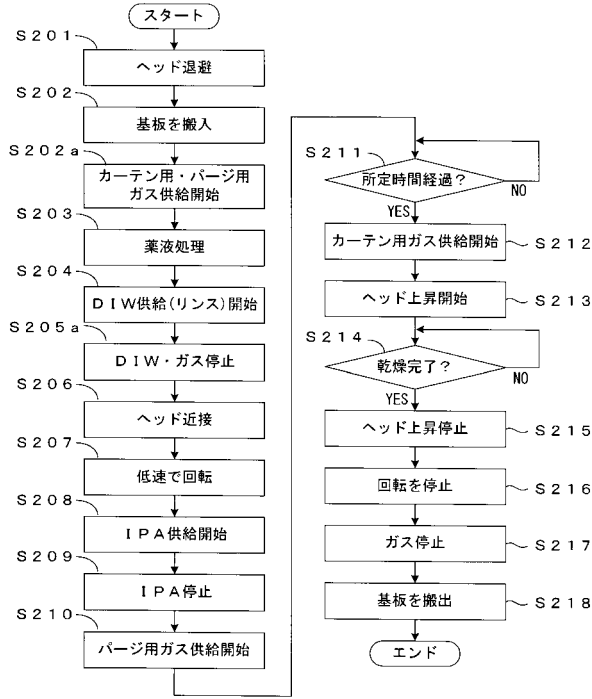 スタート
S201
ヘッド退避
S202
基板を搬入
S202a
カーテン用・パージ用
ガス供給開始
S203
薬液処理
S204
DIW供給(リンス)開始
S205a
DIW・ガス停止
S206
ヘッド近接
S207
低速で回転
S208
IPA供給開始
S209
IPA停止
S210
パージ用ガス供給開始
S211
所定時間経過?
NO
YES
カーテン用ガス供給開始
S212
ヘッド上昇開始
S213
S214
乾燥完了?
NO
YES
ヘッド上昇停止
S215
回転を停止
S216
ガス停止
S217
基板を搬出
S218
エンド